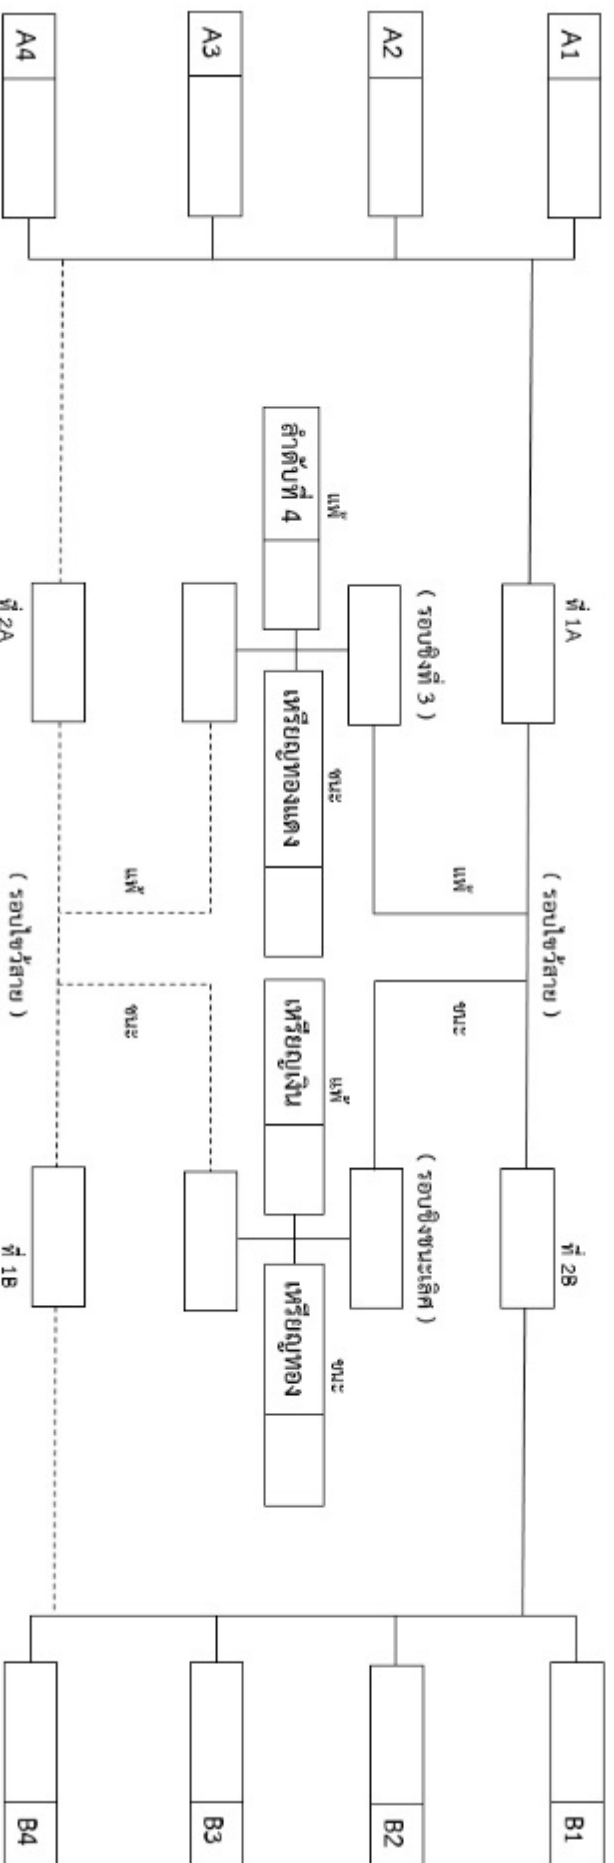 A1
A2
A3
A4
ที่ 1A
( รอบไขว้สาย )
ที่ 2B
แพ้
ชนะ
( รอบชิงที่ 3 )
( รอบชิงชนะเลิศ )
แพ้
ลำดับที่ 4
ชนะ
เหรียญทองแดง
แพ้
เหรียญเงิน
ชนะ
เหรียญทอง
แพ้
ชนะ
ที่ 2A
( รอบไขว้สาย )
ที่ 1B
B1
B2
B3
B4